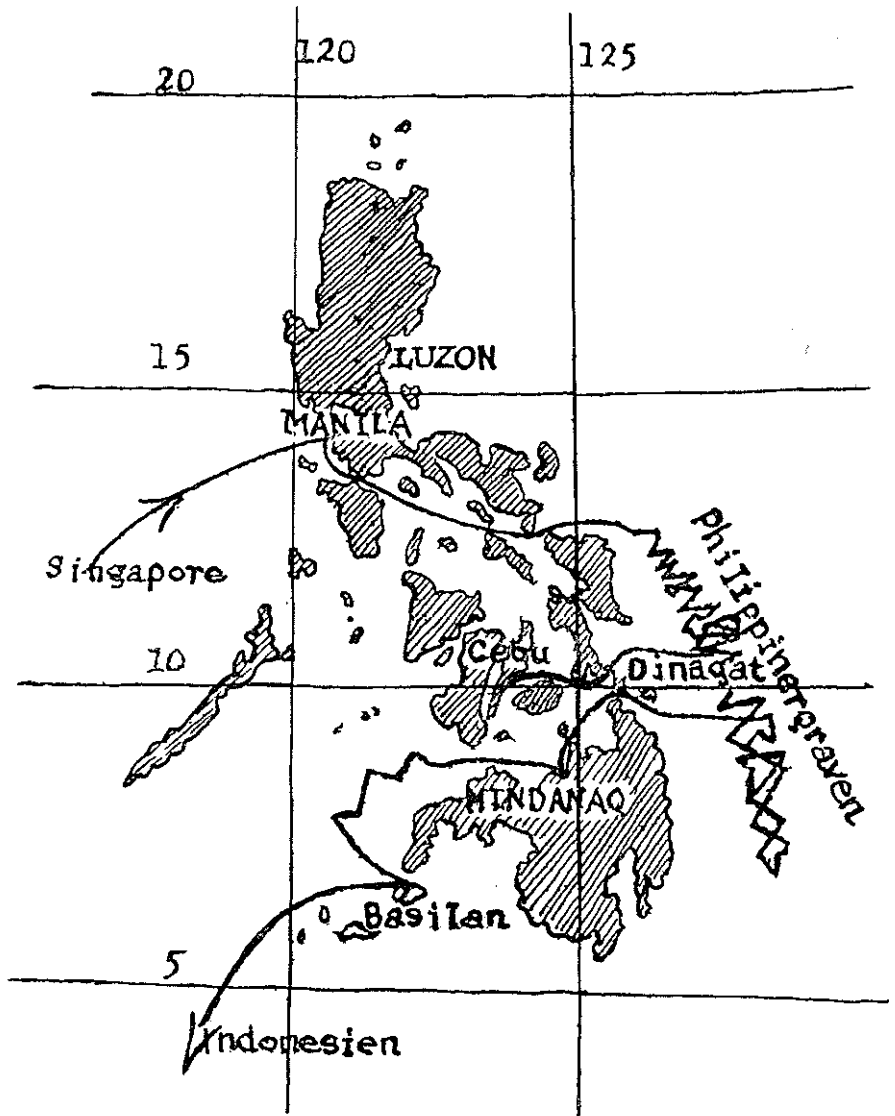 120
125
20
15
LUZON
MANILA
Philippinergraven
Singapore
Cebu
10
Dinagat
MINDANAO
Basilan
5
Indonesien